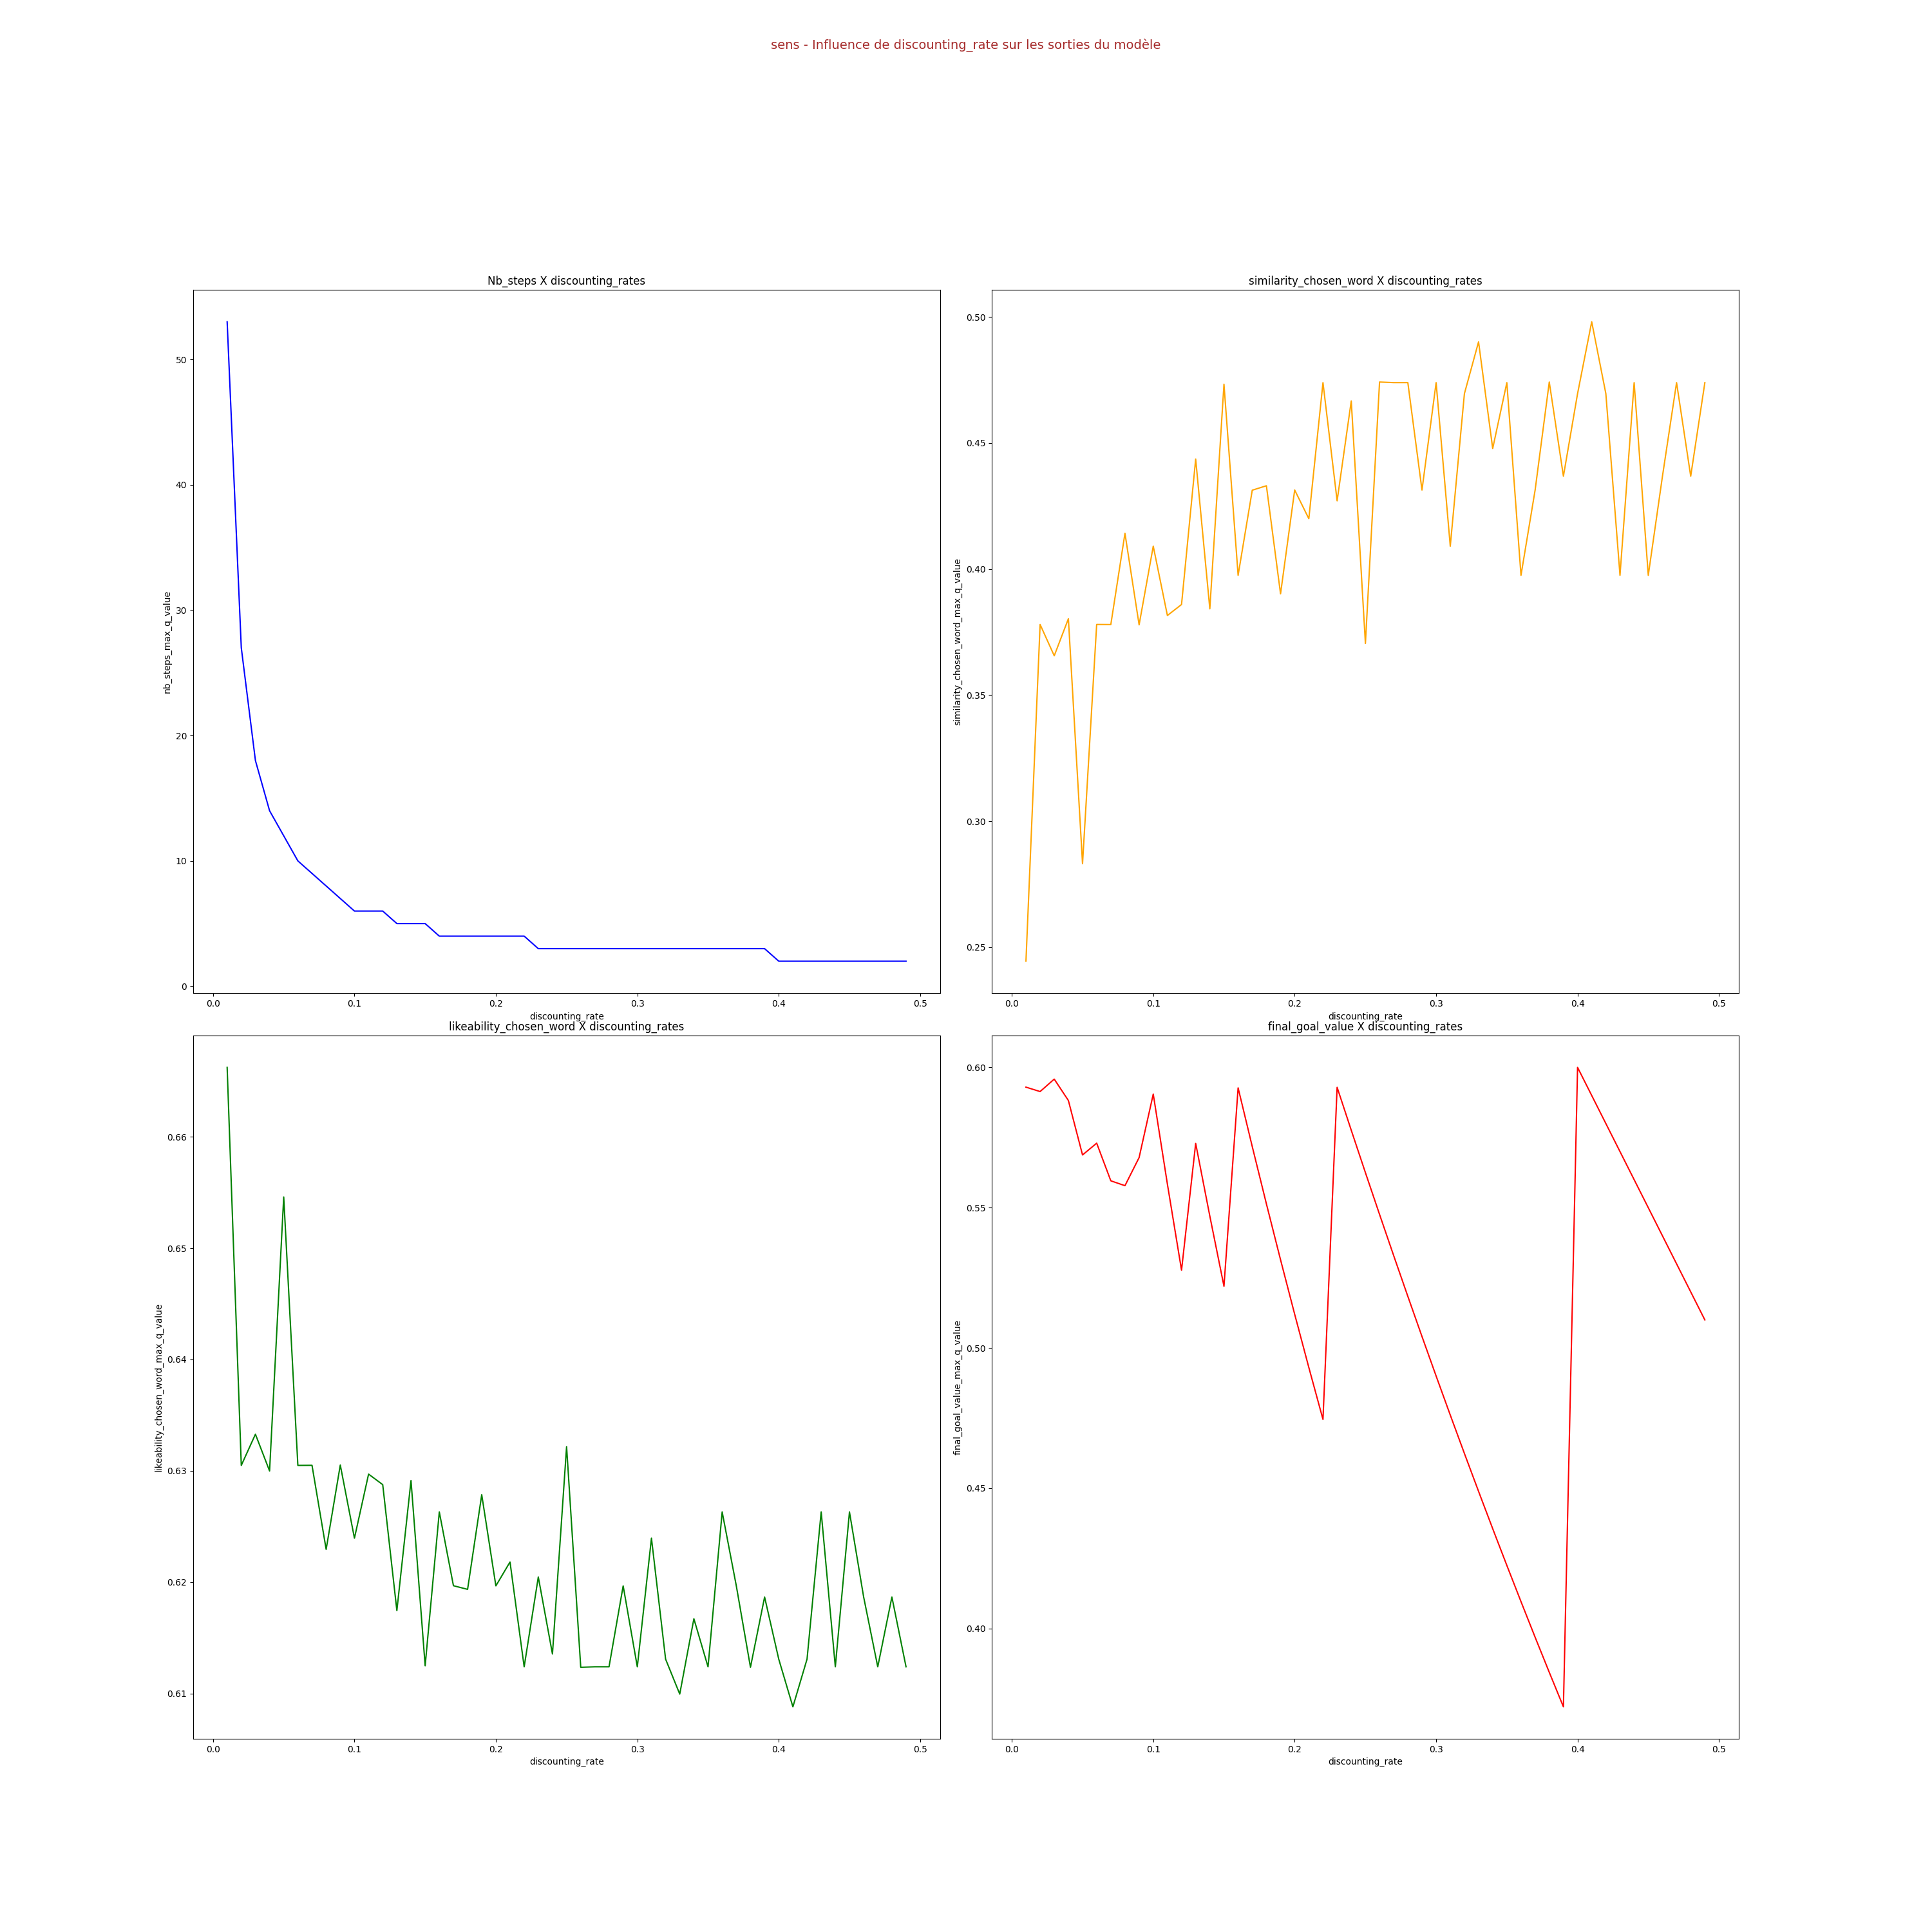 sens - Influence de discounting_rate sur les sorties du modèle
Nb_steps X discounting_rates
nb_steps_max_q_value
50
40
30
20
10
0
0.0 0.1 0.2 0.3 0.4 0.5
discounting_rate
similarity_chosen_word X discounting_rates
similarity_chosen_word_max_q_value
0.50
0.45
0.40
0.35
0.30
0.25
0.0 0.1 0.2 0.3 0.4 0.5
discounting_rate
likeability_chosen_word X discounting_rates
likeability_chosen_word_max_q_value
0.66
0.65
0.64
0.63
0.62
0.61
0.0 0.1 0.2 0.3 0.4 0.5
discounting_rate
final_goal_value X discounting_rates
final_goal_value_max_q_value
0.60
0.55
0.50
0.45
0.40
0.0 0.1 0.2 0.3 0.4 0.5
discounting_rate